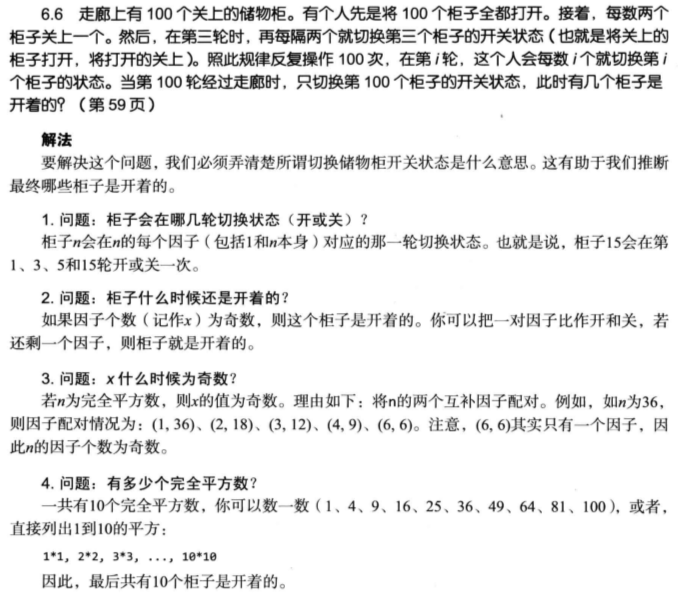 6.6 走廊上有 100 个关上的储物柜。有个人先是将 100 个柜子全都打开。接着，每数两个
柜子关上一个。然后，在第三轮时，再每隔两个就切换第三个柜子的开关状态（也就是将关上的
柜子打开，将打开的关上）。照此规律反复操作 100 次，在第 i 轮，这个人会每数 i 个就切换第 i
个柜子的状态。当第 100 轮经过走廊时，只切换第 100 个柜子的开关状态，此时有几个柜子是
开着的？（第 59 页）
解法
要解决这个问题，我们必须弄清楚所谓切换储物柜开关状态是什么意思。这有助于我们推断
最终哪些柜子是开着的。
1. 问题：柜子会在哪几轮切换状态（开或关）？
柜子n会在n的每个因子（包括1和n本身）对应的那一轮切换状态。也就是说，柜子15会在第
1、3、5和15轮开或关一次。
2. 问题：柜子什么时候还是开着的？
如果因子个数（记作x）为奇数，则这个柜子是开着的。你可以把一对因子比作开和关，若
还剩一个因子，则柜子就是开着的。
3. 问题：x 什么时候为奇数？
若n为完全平方数，则x的值为奇数。理由如下：将n的两个互补因子配对。例如，如n为36，
则因子配对情况为：(1, 36)、(2, 18)、(3, 12)、(4, 9)、(6, 6)。注意，(6, 6)其实只有一个因子，因
此n的因子个数为奇数。
4. 问题：有多少个完全平方数？
一共有10个完全平方数，你可以数一数（1、4、9、16、25、36、49、64、81、100），或者，
直接列出1到10的平方：
1*1, 2*2, 3*3, ..., 10*10
因此，最后共有10个柜子是开着的。